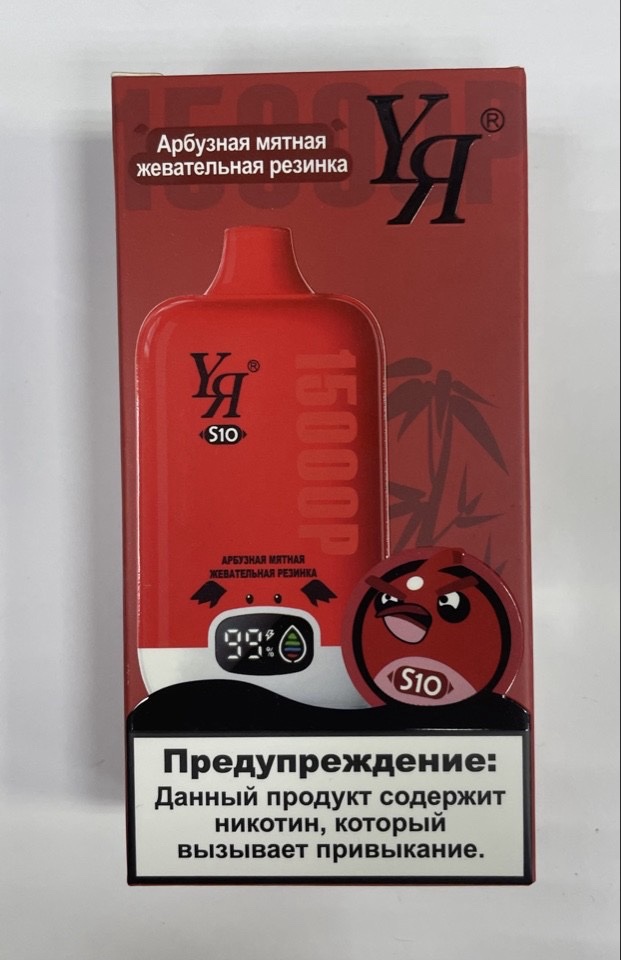 15000P
Арбузная мятная
жевательная резинка
YЯ®
YЯ®
S10
15000P
АРБУЗНАЯ МЯТНАЯ
ЖЕВАТЕЛЬНАЯ РЕЗИНКА
99%
S10
Предупреждение:
Данный продукт содержит
никотин, который
вызывает привыкание.